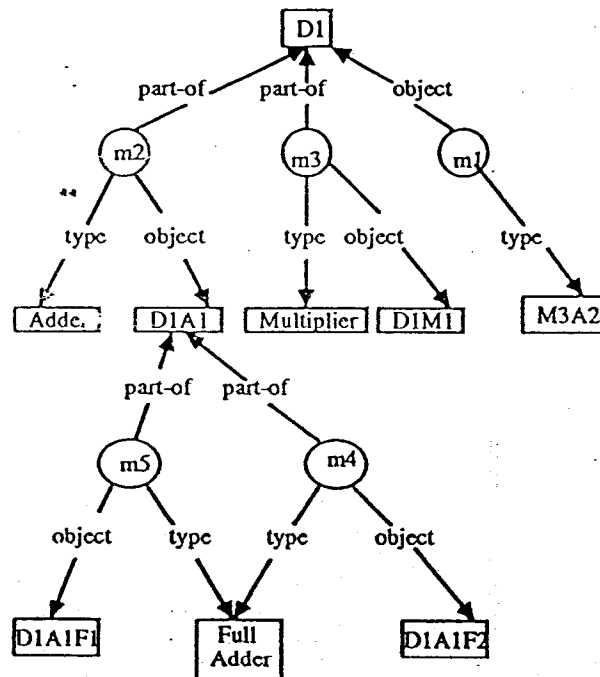 D1
part-of part-of object
m2 m3 m1
type object type object type
D1A1 Multiplier D1M1 M3A2
part-of part-of
m5 m4
object type type object
D1A1F1 Full Adder D1A1F2